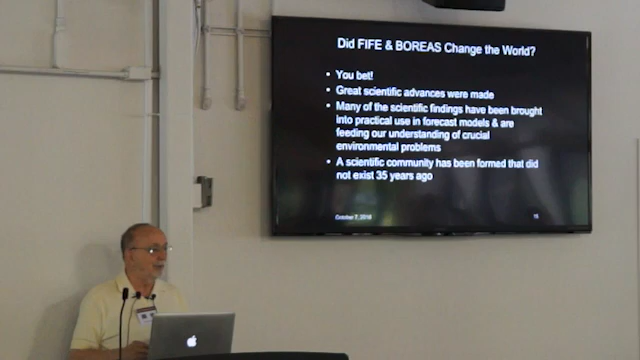 Did FIFE & BOREAS Change the World?
• You bet!
• Great scientific advances were made
• Many of the scientific findings have been brought
into practical use in forecast models & are
feeding our understanding of crucial
environmental problems
• A scientific community has been formed that did
not exist 35 years ago
October 7, 2016
15